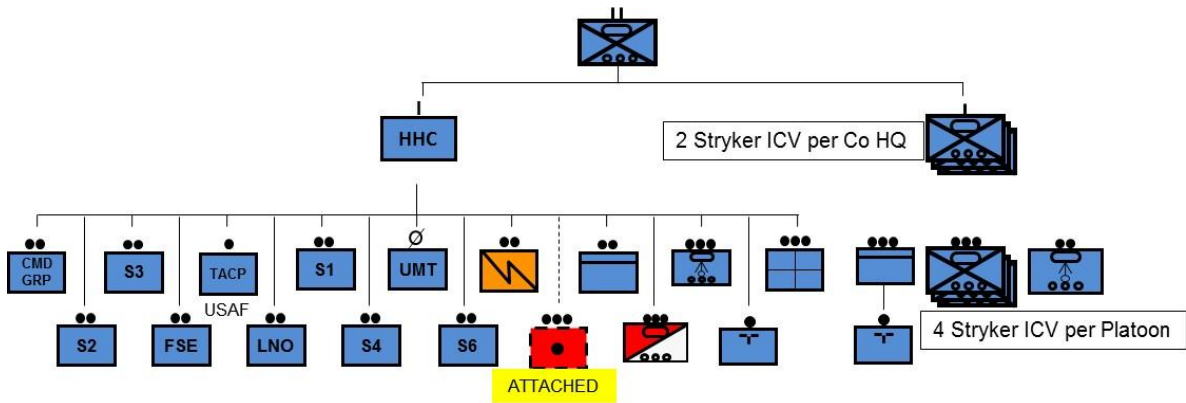 HHC
2 Stryker ICV per Co HQ
CMD
GRP
S3
TACP
S1
UMT
USAF
S2
FSE
LNO
S4
S6
4 Stryker ICV per Platoon
ATTACHED